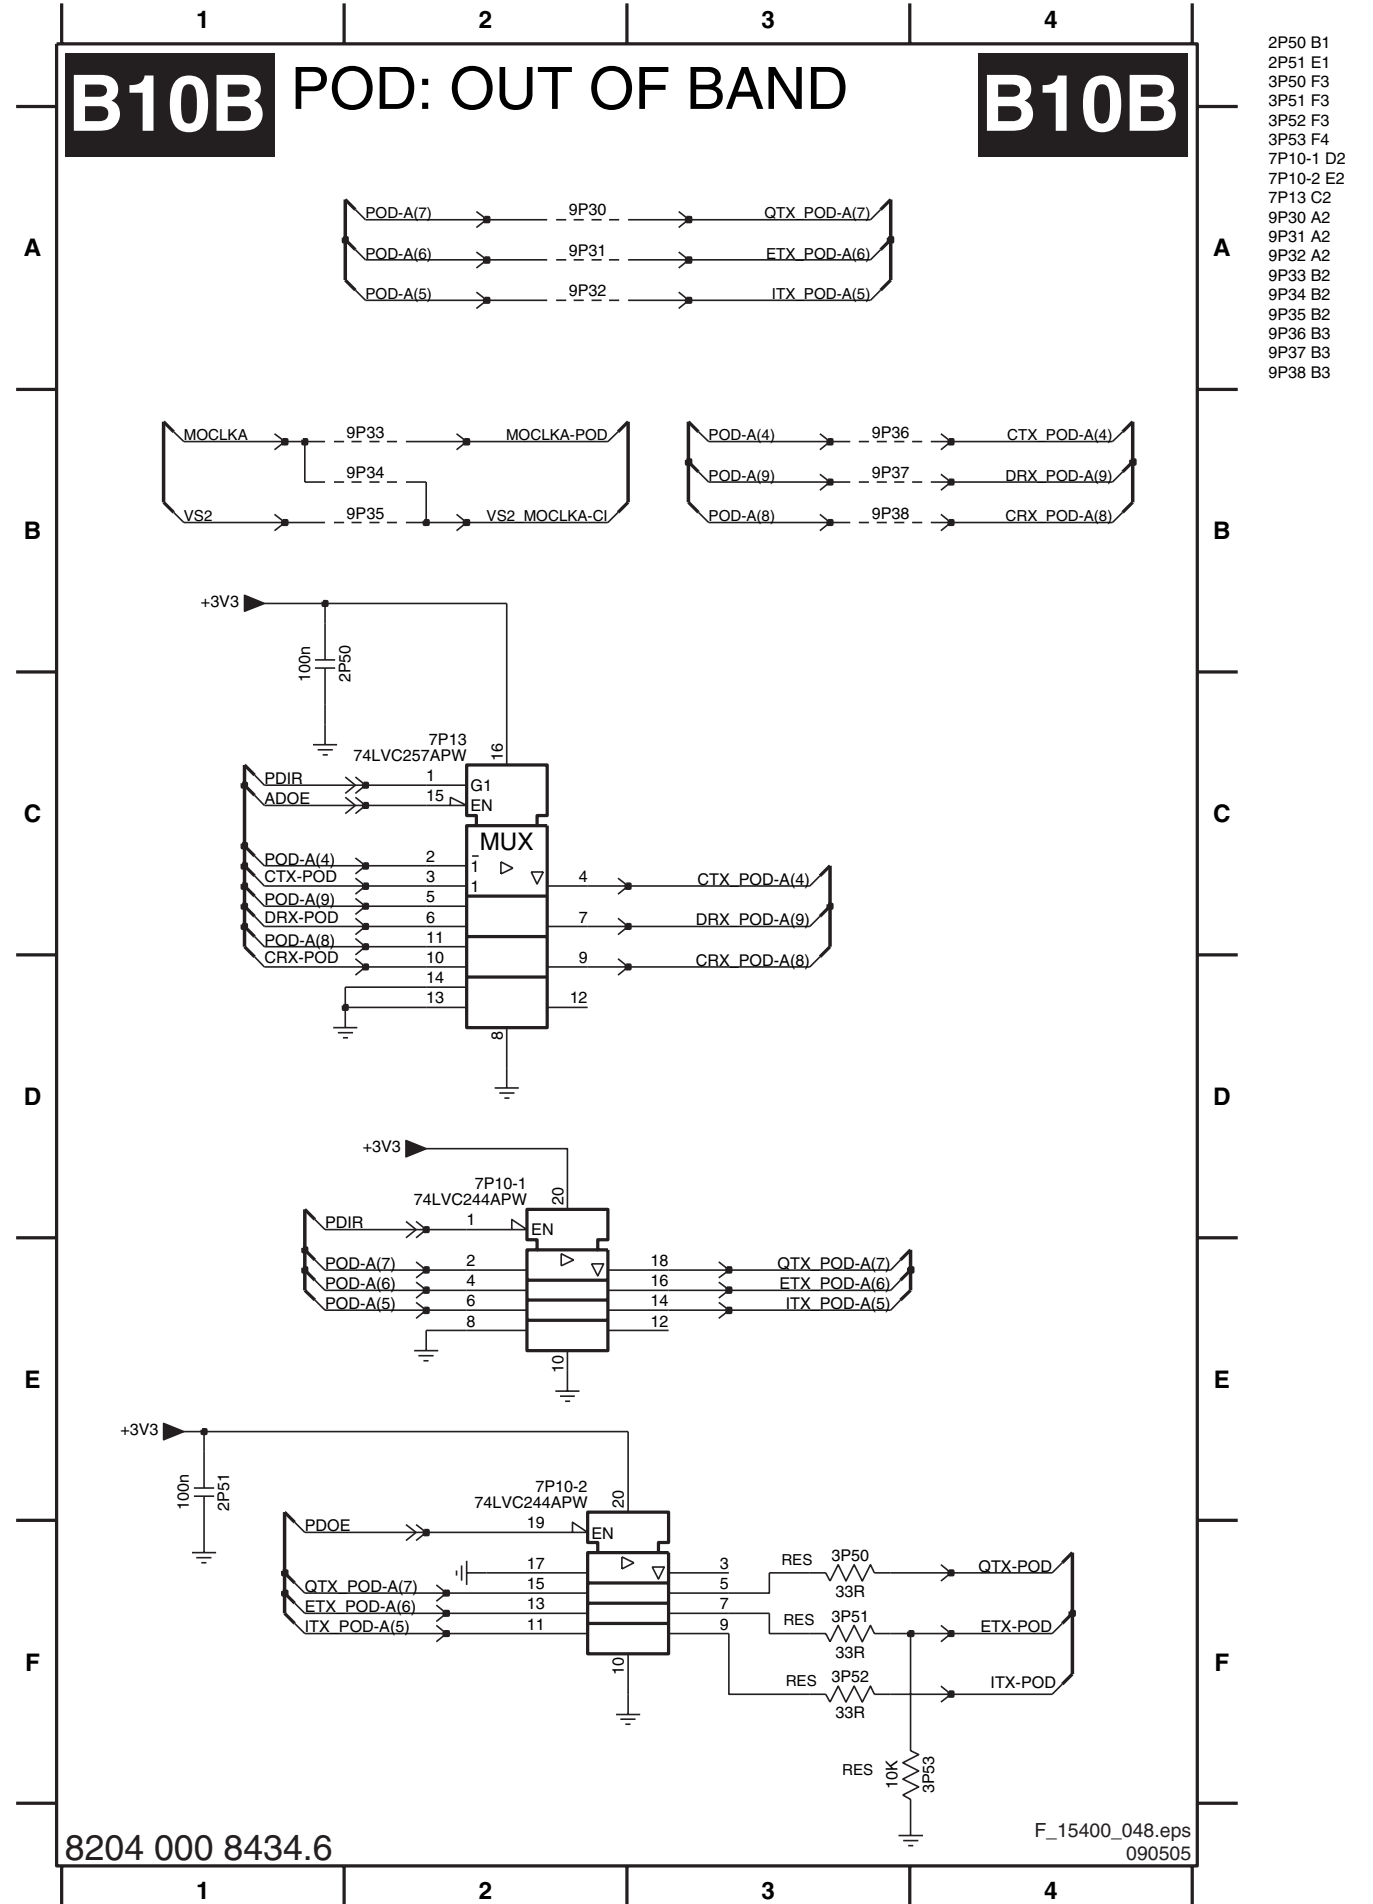 1 2 3 4
B10B POD: OUT OF BAND B10B
2P50 B1
2P51 E1
3P50 F3
3P51 F3
3P52 F3
3P53 F4
7P10-1 D2
7P10-2 E2
7P13 C2
9P30 A2
9P31 A2
9P32 A2
9P33 B2
9P34 B2
9P35 B2
9P36 B3
9P37 B3
9P38 B3
A A
POD-A(7) 9P30 QTX_POD-A(7)
POD-A(6) 9P31 ETX_POD-A(6)
POD-A(5) 9P32 ITX_POD-A(5)
B B
MOCLKA 9P33 MOCLKA-POD
9P34
VS2 9P35 VS2_MOCLKA-CI
POD-A(4) 9P36 CTX_POD-A(4)
POD-A(9) 9P37 DRX_POD-A(9)
POD-A(8) 9P38 CRX_POD-A(8)
+3V3
100n
2P50
C C
7P13
74LVC257APW
16
PDIR 1 G1
ADOE 15 EN
MUX
POD-A(4) 2 1
CTX-POD 3 1 4 CTX_POD-A(4)
POD-A(9) 5
DRX-POD 6 7 DRX_POD-A(9)
POD-A(8) 11
CRX-POD 10 9 CRX_POD-A(8)
14
13 12
8
D D
+3V3
7P10-1
74LVC244APW
20
PDIR 1 EN
POD-A(7) 2 18 QTX_POD-A(7)
POD-A(6) 4 16 ETX_POD-A(6)
POD-A(5) 6 14 ITX_POD-A(5)
8 12
10
E E
+3V3
100n
2P51
7P10-2
74LVC244APW
20
PDOE 19 EN
17 3 RES 3P50 QTX-POD
QTX_POD-A(7) 15 5 33R
ETX_POD-A(6) 13 7 RES 3P51 ETX-POD
ITX_POD-A(5) 11 9 33R
10
F F
RES 3P52 ITX-POD
33R
RES 10K 3P53
8204 000 8434.6
F_15400_048.eps
090505
1 2 3 4